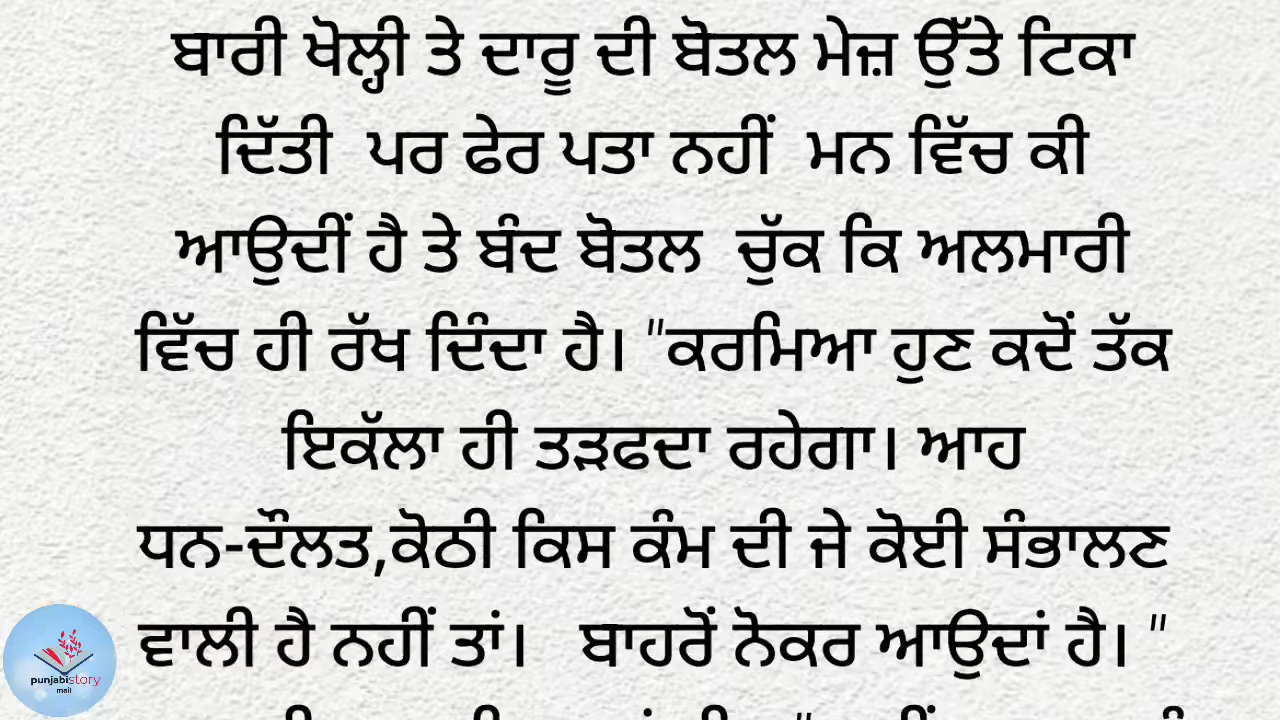 ਬਾਰੀ ਖੋਲ੍ਹੀ ਤੇ ਦਾਰੂ ਦੀ ਬੋਤਲ ਮੇਜ਼ ਉੱਤੇ ਟਿਕਾ
ਦਿੱਤੀ ਪਰ ਫੇਰ ਪਤਾ ਨਹੀਂ ਮਨ ਵਿੱਚ ਕੀ
ਆਉਦੀਂ ਹੈ ਤੇ ਬੰਦ ਬੋਤਲ ਚੁੱਕ ਕਿ ਅਲਮਾਰੀ
ਵਿੱਚ ਹੀ ਰੱਖ ਦਿੰਦਾ ਹੈ। "ਕਰਮਿਆ ਹੁਣ ਕਦੋਂ ਤੱਕ
ਇਕੱਲਾ ਹੀ ਤੜਫਦਾ ਰਹੇਗਾ। ਆਹ
ਧਨ-ਦੌਲਤ,ਕੋਠੀ ਕਿਸ ਕੰਮ ਦੀ ਜੇ ਕੋਈ ਸੰਭਾਲਣ
ਵਾਲੀ ਹੈ ਨਹੀਂ ਤਾਂ। ਬਾਹਰੋਂ ਨੋਕਰ ਆਉਦਾਂ ਹੈ। "
punjabistory
mail